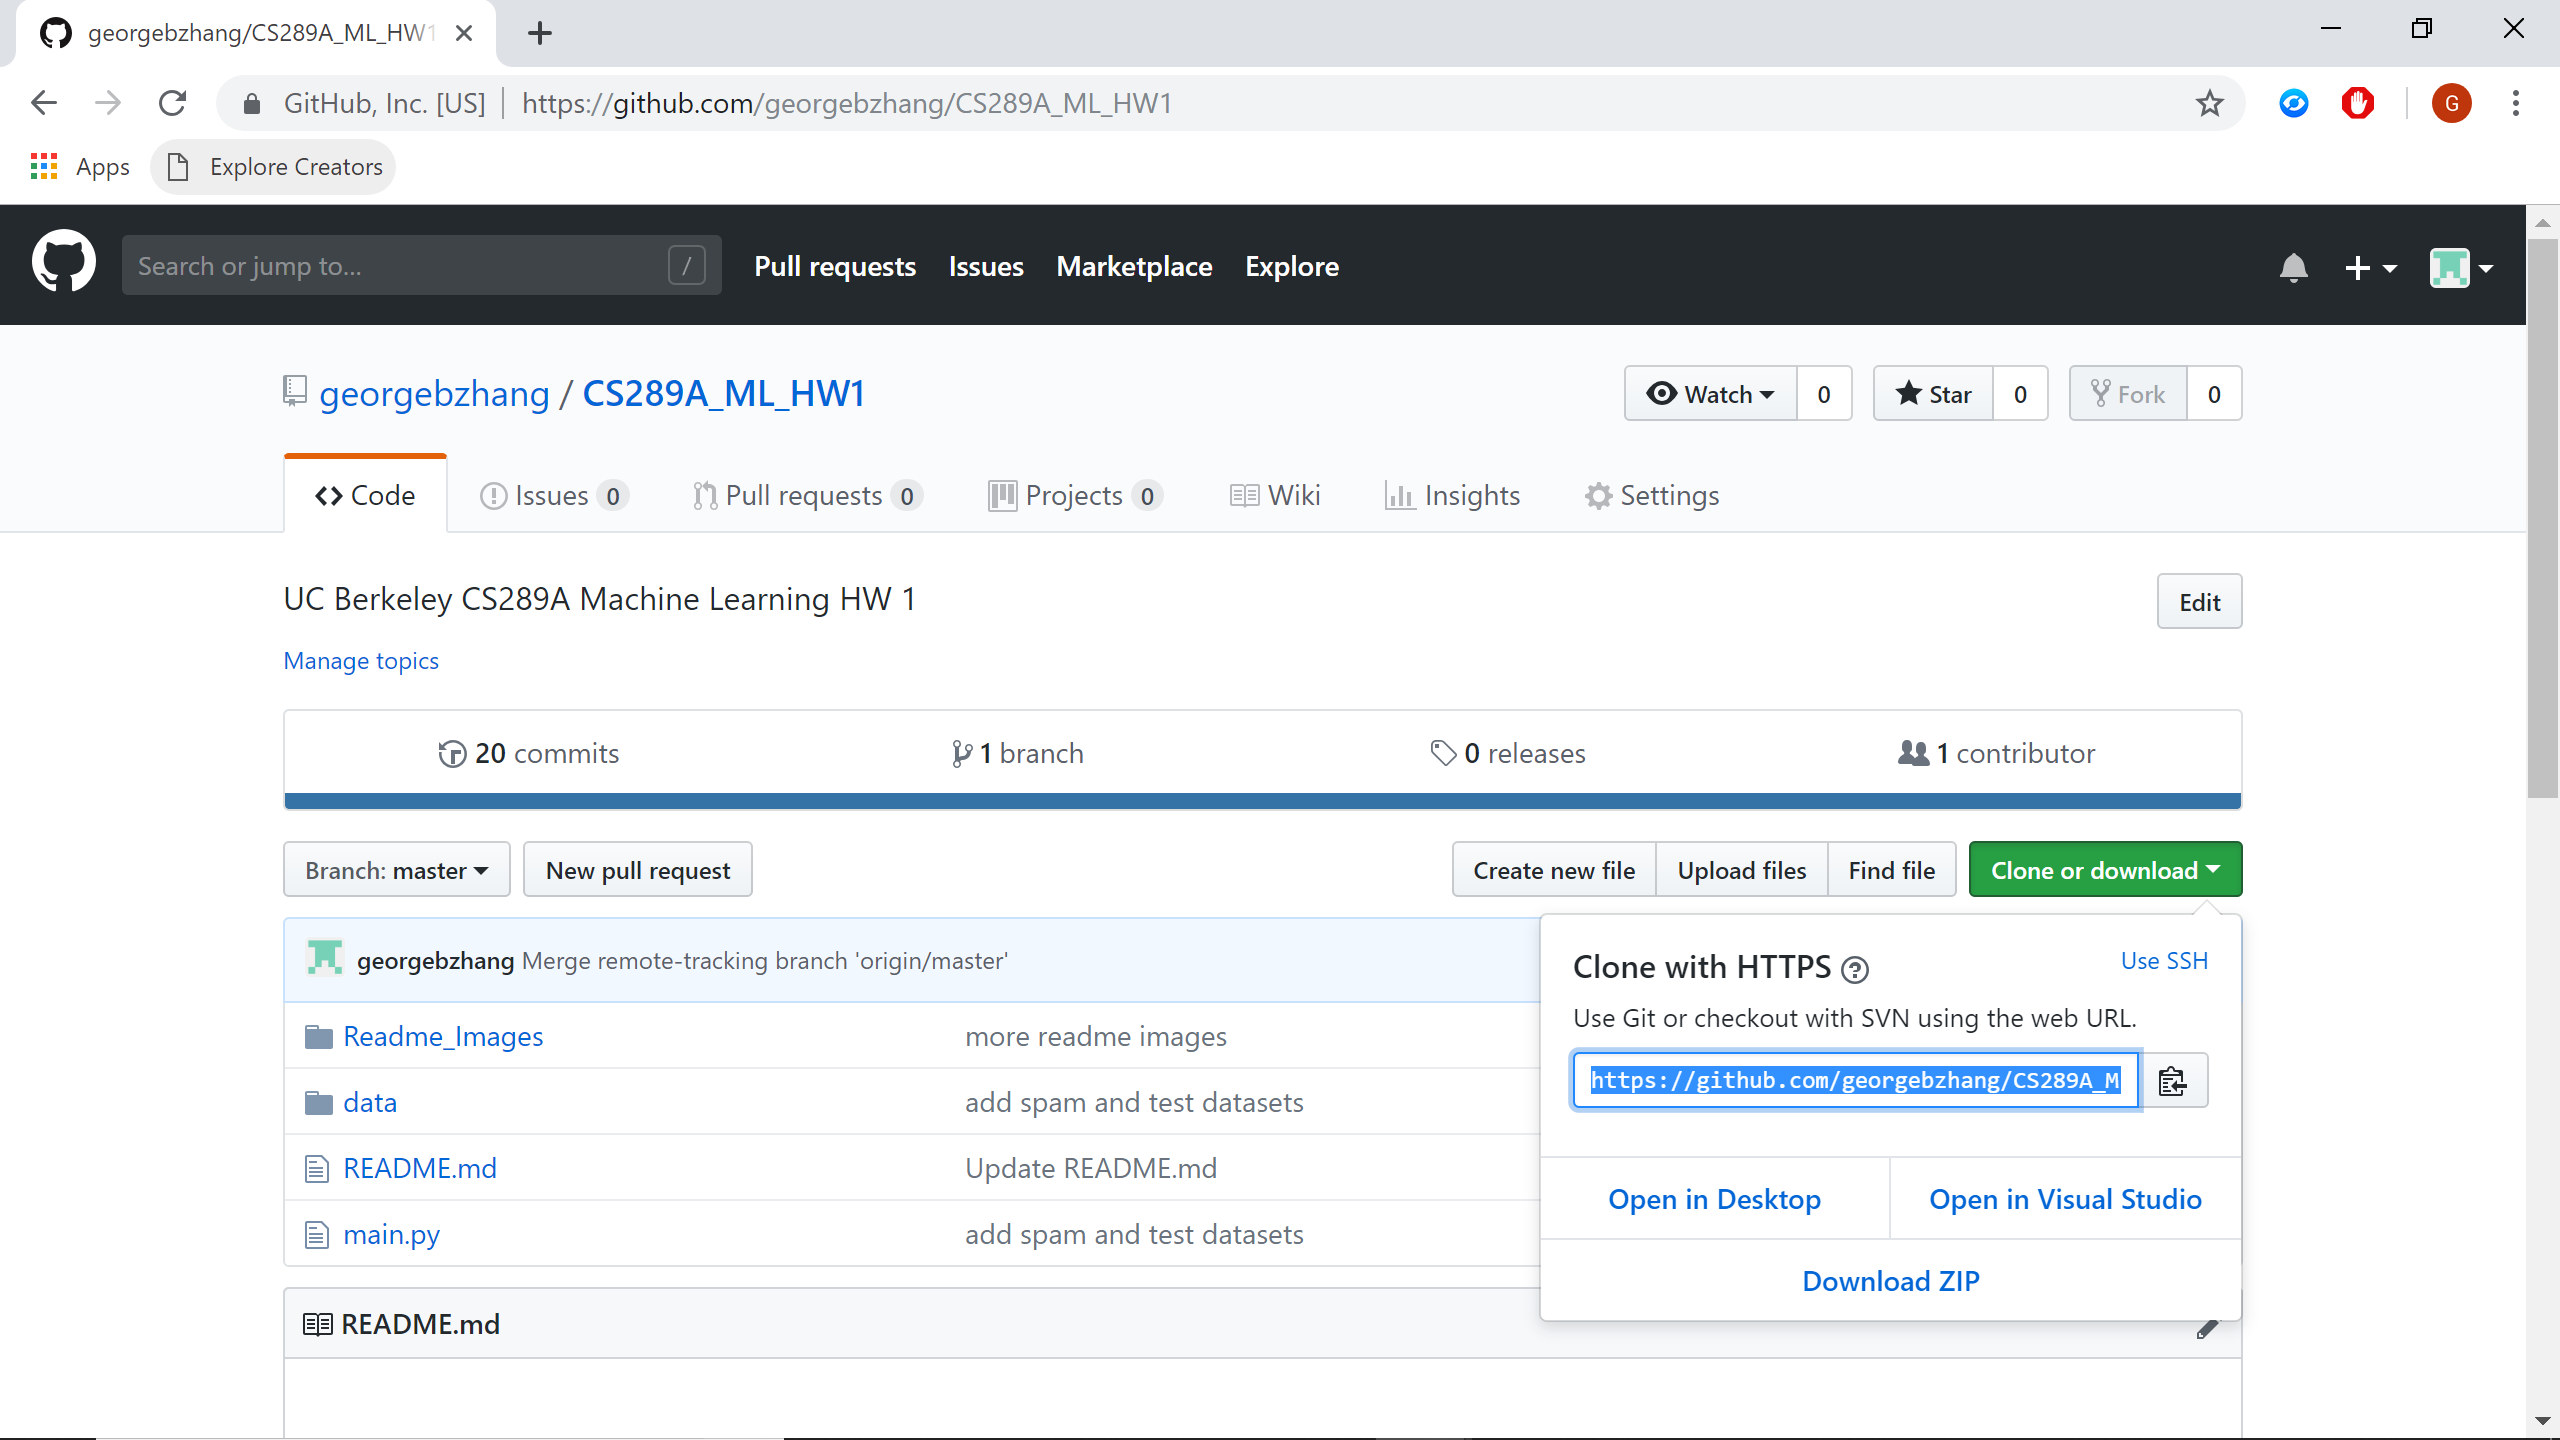 georgebzhang/CS289A_ML_HW1
GitHub, Inc. [US] https://github.com/georgebzhang/CS289A_ML_HW1
G
Apps Explore Creators
Search or jump to... / Pull requests Issues Marketplace Explore
georgebzhang / CS289A_ML_HW1 Watch 0 Star 0 Fork 0
Code Issues 0 Pull requests 0 Projects 0 Wiki Insights Settings
UC Berkeley CS289A Machine Learning HW 1 Edit
Manage topics
20 commits 1 branch 0 releases 1 contributor
Branch: master New pull request Create new file Upload files Find file Clone or download
georgebzhang Merge remote-tracking branch 'origin/master'
Readme_Images more readme images
data add spam and test datasets
README.md Update README.md
main.py add spam and test datasets
Clone with HTTPS ? Use SSH
Use Git or checkout with SVN using the web URL.
https://github.com/georgebzhang/CS289A_M
Open in Desktop Open in Visual Studio
Download ZIP
README.md